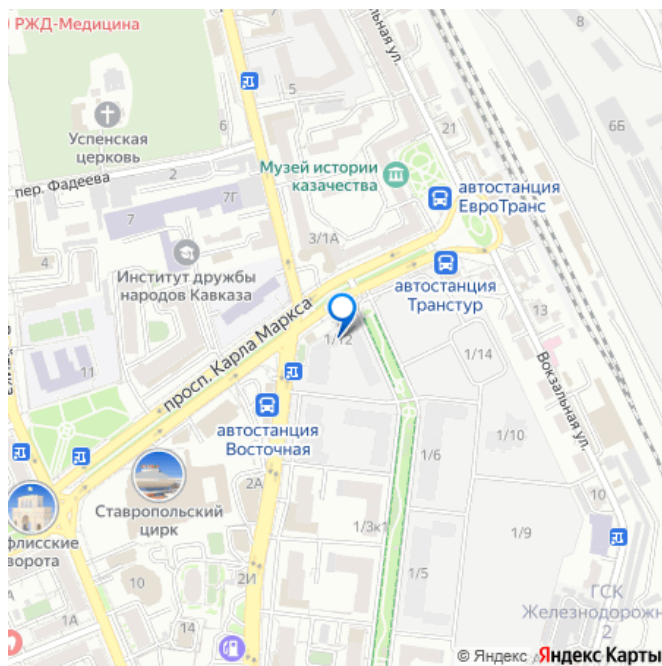 РЖД-Медицина
5
6Б
6
21
Успенская
церковь
Вокзальная ул.
пер. Фадеева
2
Музей истории
казачества
автостанция
ЕвроТранс
7
7Г
3/1А
Институт дружбы
народов Кавказа
автостанция
Транстур
13
просп. Карла Маркса
1/12
1/14
11
Вокзальная ул.
автостанция
Восточная
1/10
1/6
2А
Ставропольский
цирк
10
1/3к1
1/9
флисские
ворота
10
2И
1/5
ГСК
Железнодорожн
2
1А
14
© Яндекс Яндекс Карты